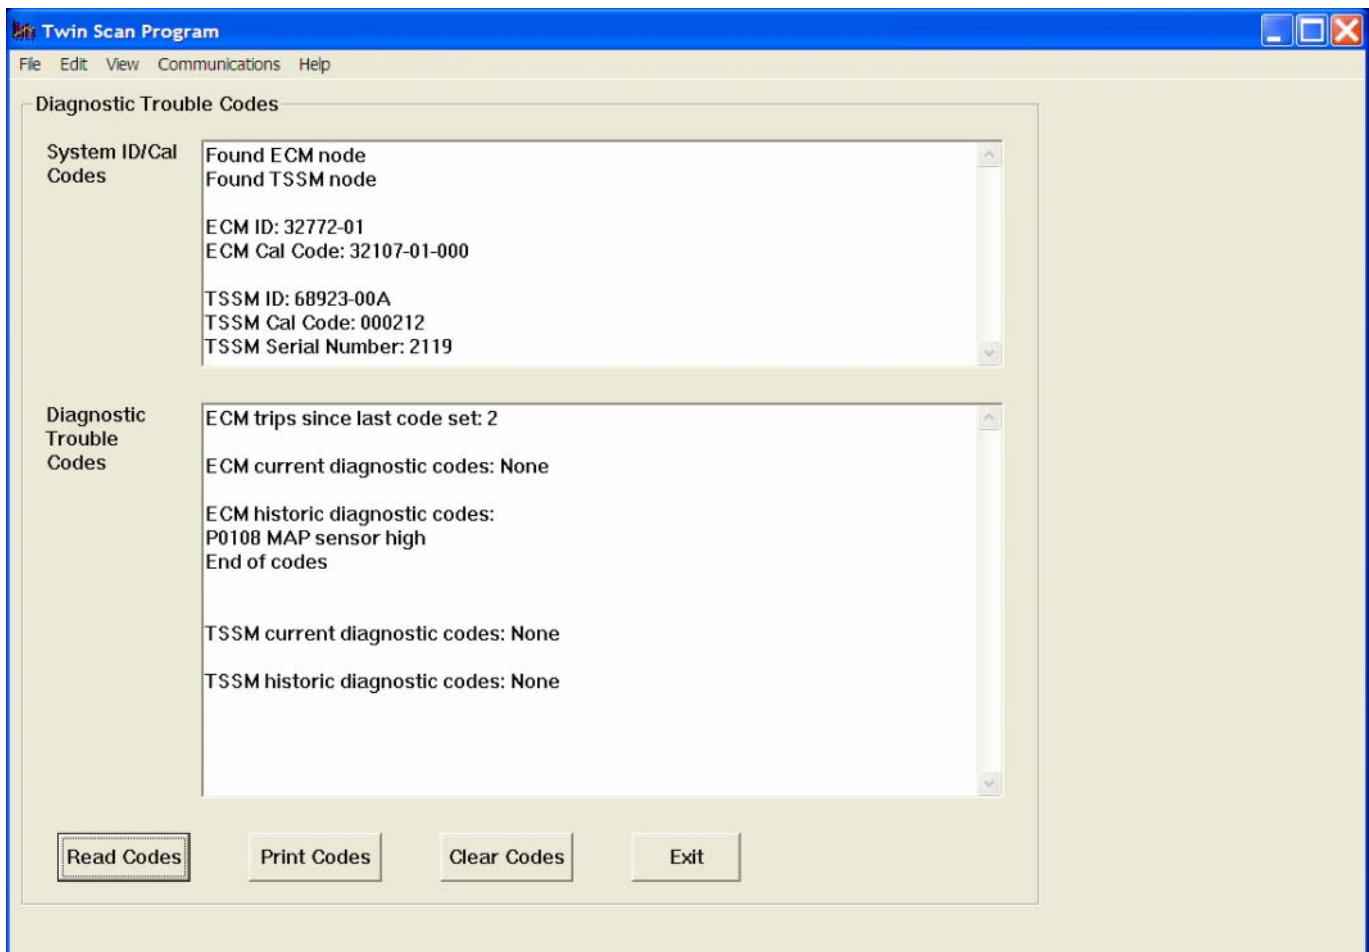 Twin Scan Program
File Edit View Communications Help
Diagnostic Trouble Codes
System ID/Cal
Codes
Found ECM node
Found TSSM node
ECM ID: 32772-01
ECM Cal Code: 32107-01-000
TSSM ID: 68923-00A
TSSM Cal Code: 000212
TSSM Serial Number: 2119
Diagnostic
Trouble
Codes
ECM trips since last code set: 2
ECM current diagnostic codes: None
ECM historic diagnostic codes:
P0108 MAP sensor high
End of codes
TSSM current diagnostic codes: None
TSSM historic diagnostic codes: None
Read Codes Print Codes Clear Codes Exit